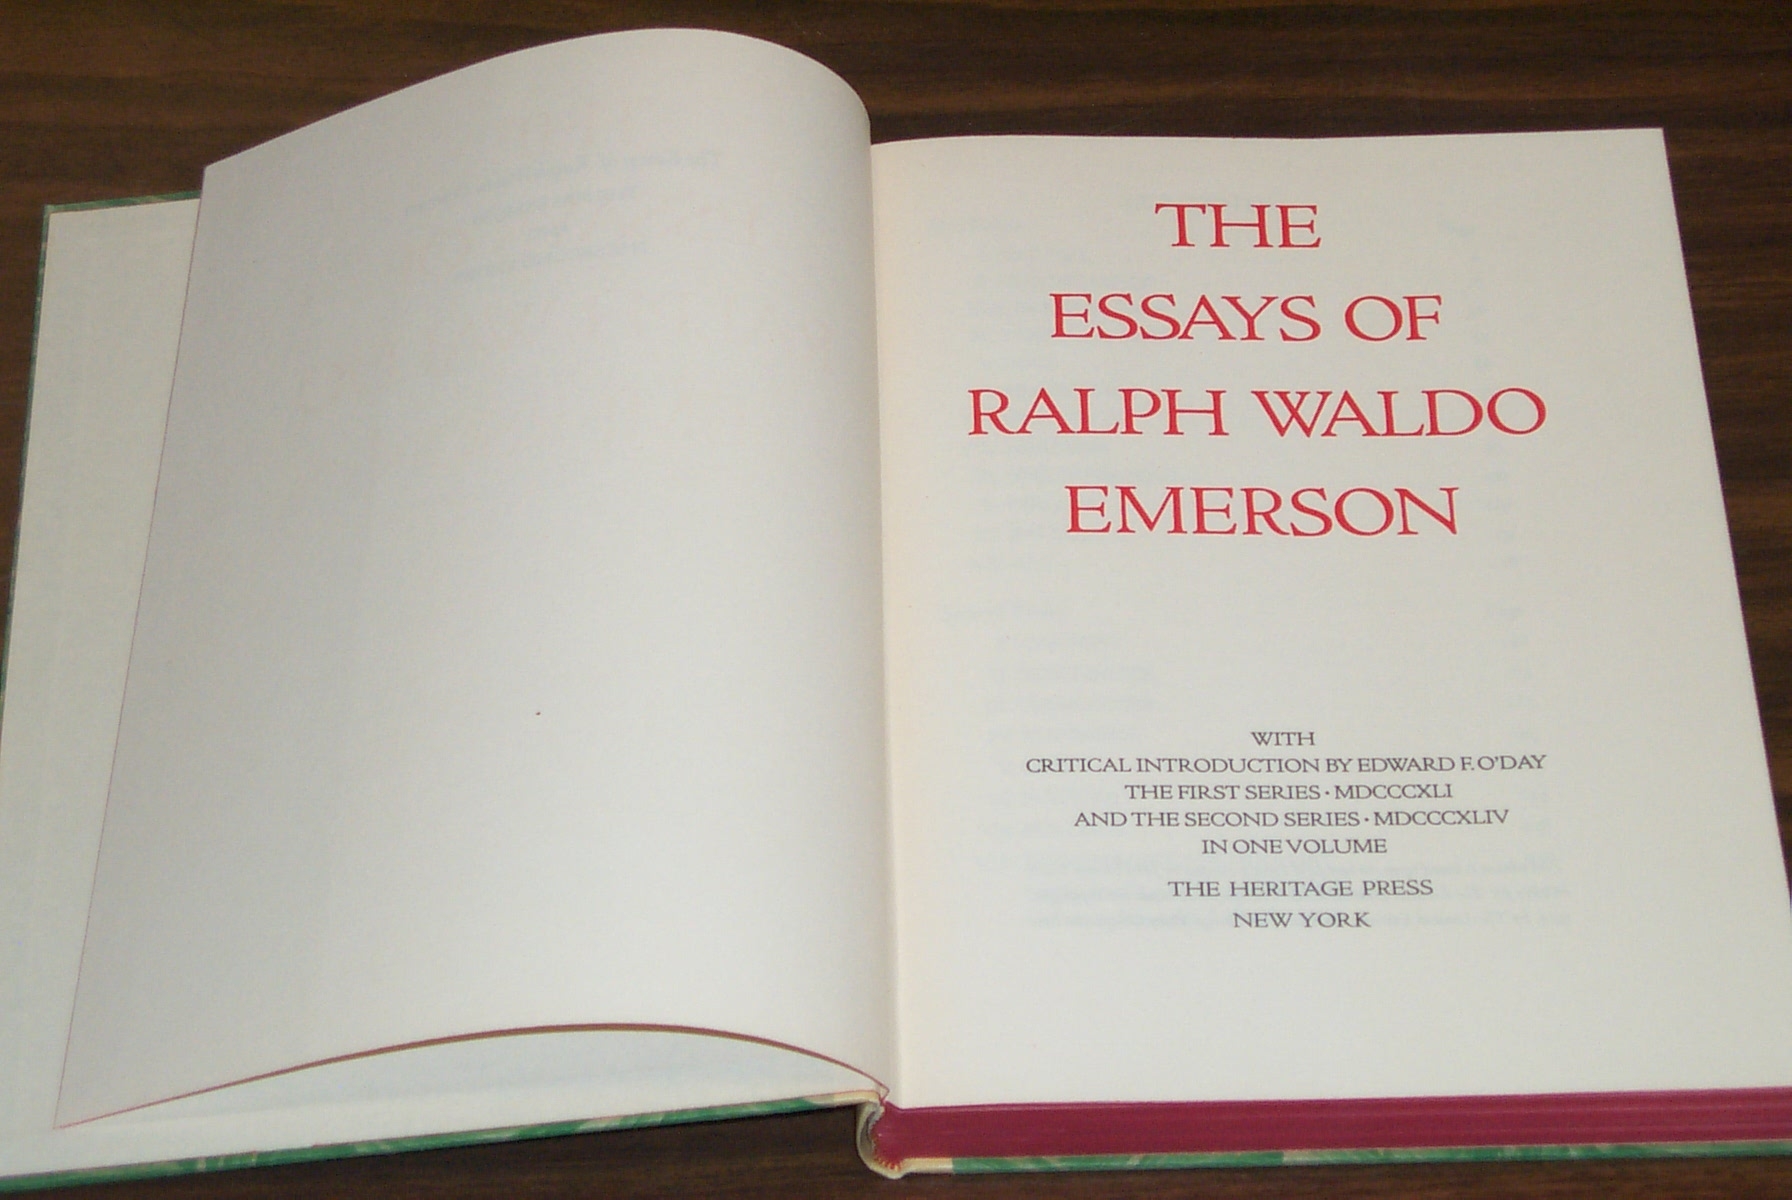 THE
ESSAYS OF
RALPH WALDO
EMERSON
WITH
CRITICAL INTRODUCTION BY EDWARD F. O'DAY
THE FIRST SERIES · MDCCCXLI
AND THE SECOND SERIES · MDCCCXLIV
IN ONE VOLUME
THE HERITAGE PRESS
NEW YORK